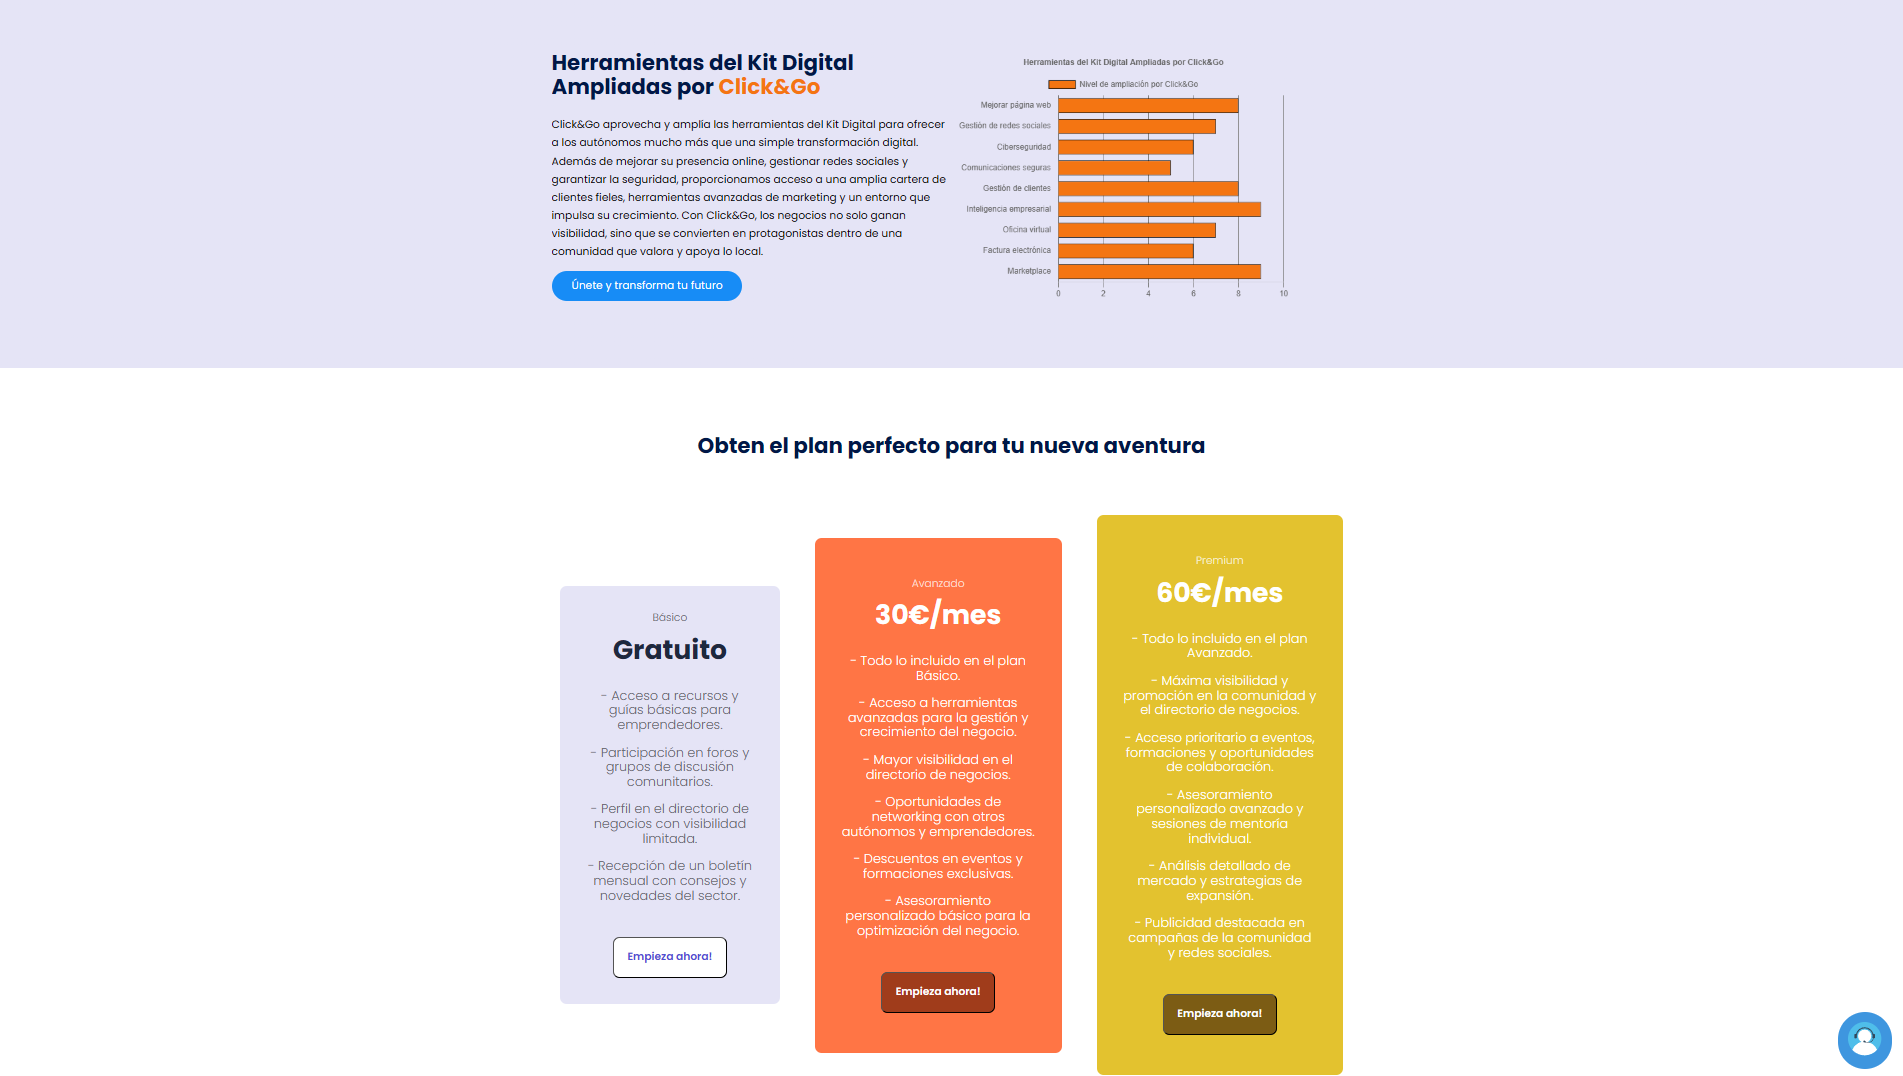 Herramientas del Kit Digital
Ampliadas por Click&Go
Click&Go aprovecha y amplía las herramientas del Kit Digital para ofrecer
a los autónomos mucho más que una simple transformación digital.
Además de mejorar su presencia online, gestionar redes sociales y
garantizar la seguridad, proporcionamos acceso a una amplia cartera de
clientes fieles, herramientas avanzadas de marketing y un entorno que
impulsa su crecimiento. Con Click&Go, los negocios no solo ganan
visibilidad, sino que se convierten en protagonistas dentro de una
comunidad que valora y apoya lo local.
Únete y transforma tu futuro
Herramientas del Kit Digital Ampliadas por Click&Go
Nivel de ampliación por Click&Go
Mejorar página web
Gestión de redes sociales
Ciberseguridad
Comunicaciones seguras
Gestión de clientes
Inteligencia empresarial
Oficina virtual
Factura electrónica
Marketplace
0 2 4 6 8 10
Obten el plan perfecto para tu nueva aventura
Básico
Gratuito
- Acceso a recursos y
guías básicas para
emprendedores.
- Participación en foros y
grupos de discusión
comunitarios.
- Perfil en el directorio de
negocios con visibilidad
limitada.
- Recepción de un boletín
mensual con consejos y
novedades del sector.
Empieza ahora!
Avanzado
30€/mes
- Todo lo incluido en el plan
Básico.
- Acceso a herramientas
avanzadas para la gestión y
crecimiento del negocio.
- Mayor visibilidad en el
directorio de negocios.
- Oportunidades de
networking con otros
autónomos y emprendedores.
- Descuentos en eventos y
formaciones exclusivas.
- Asesoramiento
personalizado básico para la
optimización del negocio.
Empieza ahora!
Premium
60€/mes
- Todo lo incluido en el plan
Avanzado.
- Máxima visibilidad y
promoción en la comunidad y
el directorio de negocios.
- Acceso prioritario a eventos,
formaciones y oportunidades
de colaboración.
- Asesoramiento
personalizado avanzado y
sesiones de mentoría
individual.
- Análisis detallado de
mercado y estrategias de
expansión.
- Publicidad destacada en
campañas de la comunidad
y redes sociales.
Empieza ahora!